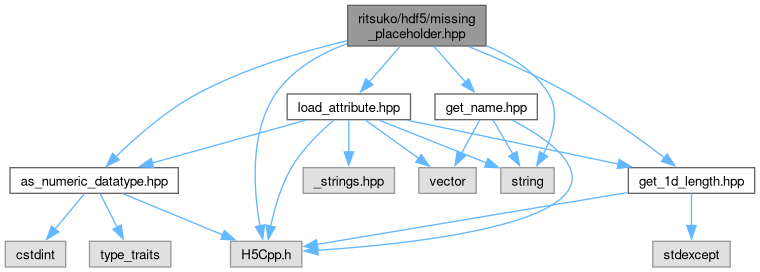 ritsuko/hdf5/missing
_placeholder.hpp
load_attribute.hpp
get_name.hpp
as_numeric_datatype.hpp
_strings.hpp
vector
string
get_1d_length.hpp
cstdint
type_traits
H5Cpp.h
stdexcept